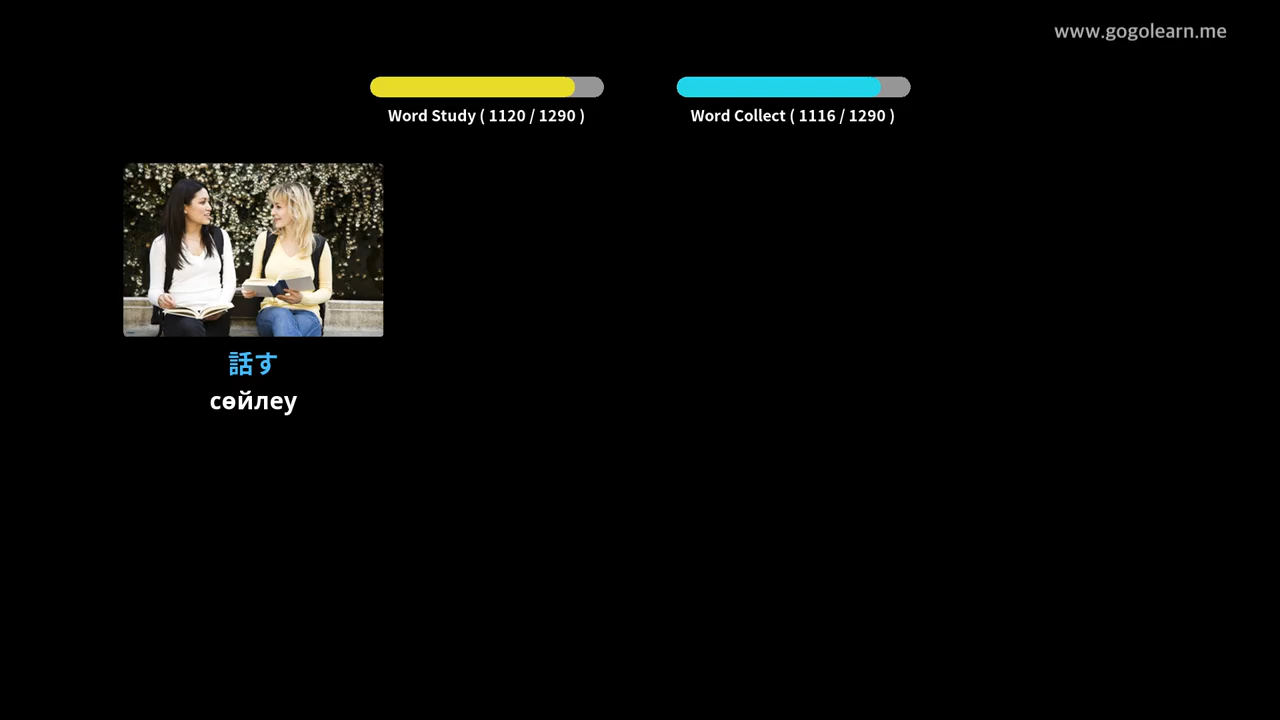 www.gogolearn.me
Word Study ( 1120 / 1290 )
Word Collect ( 1116 / 1290 )
話す
сөйлеу